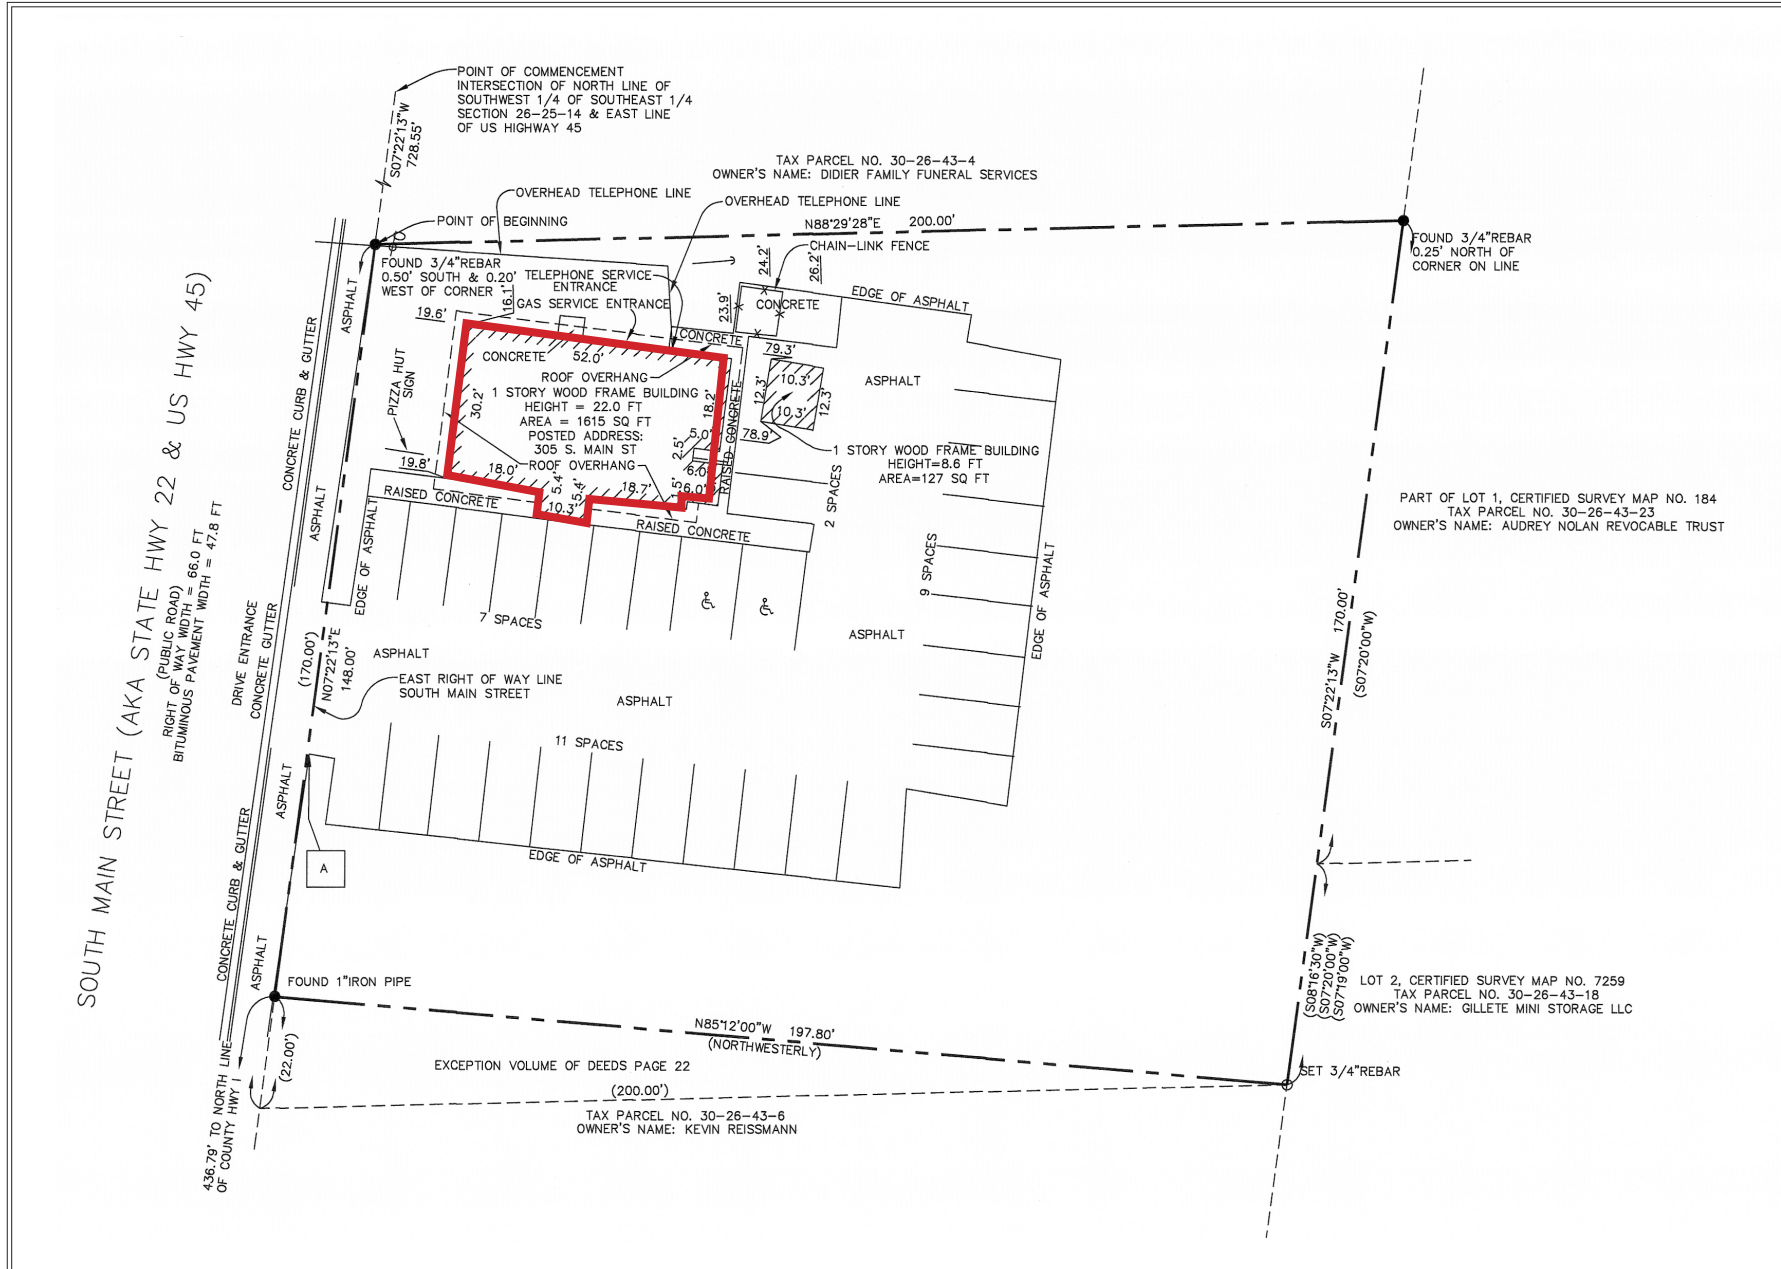 POINT OF COMMENCEMENT
INTERSECTION OF NORTH LINE OF
SOUTHWEST 1/4 OF SOUTHEAST 1/4
SECTION 26-25-14 & EAST LINE
OF US HIGHWAY 45
S07°22'13"W
728.55'
TAX PARCEL NO. 30-26-43-4
OWNER'S NAME: DIDIER FAMILY FUNERAL SERVICES
OVERHEAD TELEPHONE LINE
OVERHEAD TELEPHONE LINE
POINT OF BEGINNING
N88°29'28"E 200.00'
CHAIN-LINK FENCE
FOUND 3/4"REBAR
0.25' NORTH OF
CORNER ON LINE
FOUND 3/4"REBAR
0.50' SOUTH & 0.20'
WEST OF CORNER
TELEPHONE SERVICE
ENTRANCE
GAS SERVICE ENTRANCE
16.1'
19.6'
24.2'
26.2'
23.9'
CONCRETE
EDGE OF ASPHALT
CONCRETE
79.3'
CONCRETE
52.0'
ROOF OVERHANG
1 STORY WOOD FRAME BUILDING
HEIGHT = 22.0 FT
AREA = 1615 SQ FT
POSTED ADDRESS:
305 S. MAIN ST
ROOF OVERHANG
30.2'
18.2'
5.0'
2.5'
6.0'
6.0'
1.5'
18.7'
5.4'
5.4'
10.3'
18.0'
19.8'
RAISED CONCRETE
RAISED CONCRETE
RAISED CONCRETE
PIZZA HUT
SIGN
10.3'
12.3'
12.3'
10.3'
78.9'
1 STORY WOOD FRAME BUILDING
HEIGHT=8.6 FT
AREA=127 SQ FT
ASPHALT
2 SPACES
9 SPACES
EDGE OF ASPHALT
ASPHALT
7 SPACES
ASPHALT
ASPHALT
11 SPACES
EDGE OF ASPHALT
EDGE OF ASPHALT
EAST RIGHT OF WAY LINE
SOUTH MAIN STREET
(170.00')
N07°22'13"E
148.00'
ASPHALT
ASPHALT
ASPHALT
ASPHALT
CONCRETE CURB & GUTTER
DRIVE ENTRANCE
CONCRETE GUTTER
CONCRETE CURB & GUTTER
SOUTH MAIN STREET (AKA STATE HWY 22 & US HWY 45)
(PUBLIC ROAD)
RIGHT OF WAY WIDTH = 66.0 FT
BITUMINOUS PAVEMENT WIDTH = 47.8 FT
A
FOUND 1"IRON PIPE
(22.00')
436.79' TO NORTH LINE
OF COUNTY HWY I
N85°12'00"W 197.80'
(NORTHWESTERLY)
EXCEPTION VOLUME OF DEEDS PAGE 22
(200.00')
TAX PARCEL NO. 30-26-43-6
OWNER'S NAME: KEVIN REISSMANN
SET 3/4"REBAR
PART OF LOT 1, CERTIFIED SURVEY MAP NO. 184
TAX PARCEL NO. 30-26-43-23
OWNER'S NAME: AUDREY NOLAN REVOCABLE TRUST
S07°22'13"W 170.00'
(S07°20'00"W)
(S08°16'30"W)
(S07°20'00"W)
(S07°19'00"W)
LOT 2, CERTIFIED SURVEY MAP NO. 7259
TAX PARCEL NO. 30-26-43-18
OWNER'S NAME: GILLETE MINI STORAGE LLC